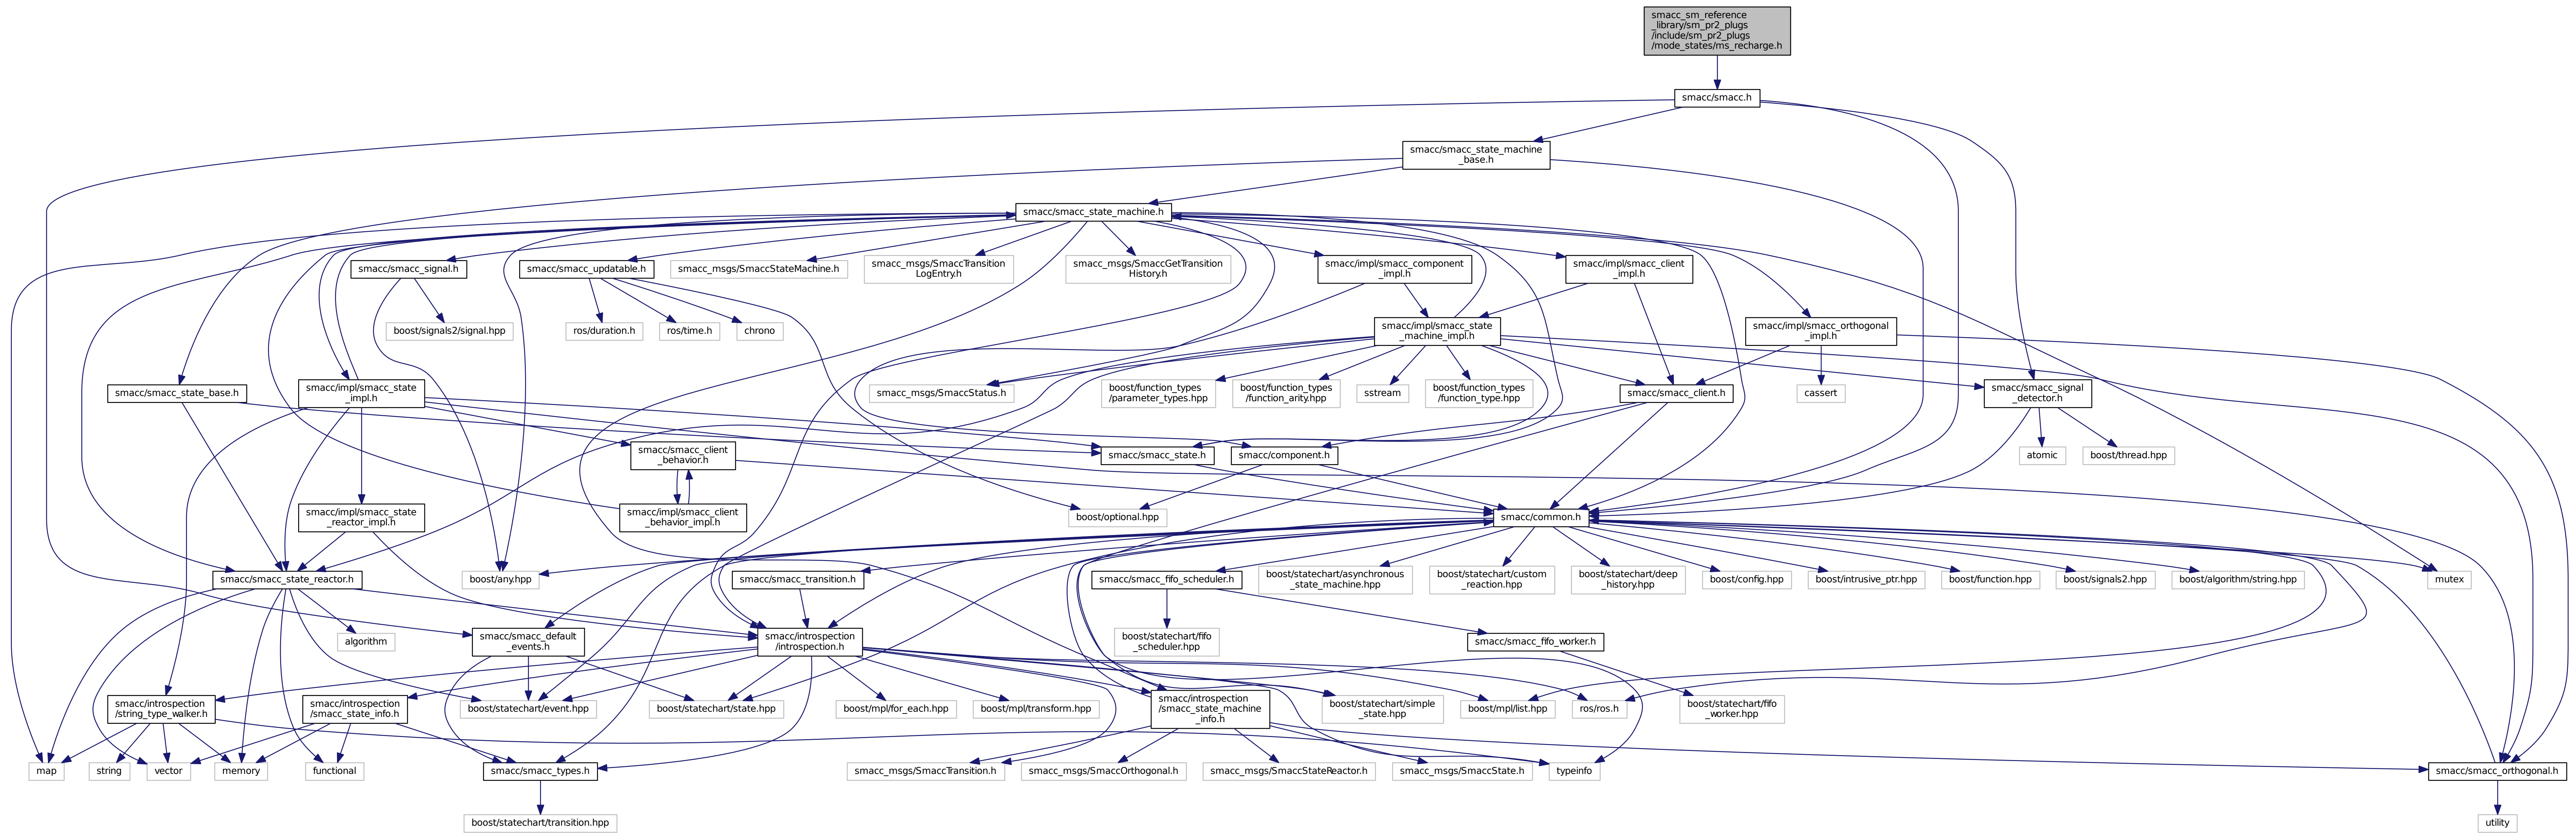 smacc_sm_reference
_library/sm_pr2_plugs
/include/sm_pr2_plugs
/mode_states/ms_recharge.h
smacc/smacc.h
smacc/smacc_state_machine
_base.h
smacc/smacc_state_machine.h
smacc/smacc_signal.h
smacc/smacc_updatable.h
smacc_msgs/SmaccStateMachine.h
smacc_msgs/SmaccTransition
LogEntry.h
smacc_msgs/SmaccGetTransition
History.h
smacc/impl/smacc_component
_impl.h
smacc/impl/smacc_client
_impl.h
boost/signals2/signal.hpp
ros/duration.h
ros/time.h
chrono
smacc/impl/smacc_state
_machine_impl.h
smacc/impl/smacc_orthogonal
_impl.h
smacc/smacc_state_base.h
smacc/impl/smacc_state
_impl.h
smacc_msgs/SmaccStatus.h
boost/function_types
/parameter_types.hpp
boost/function_types
/function_arity.hpp
sstream
boost/function_types
/function_type.hpp
smacc/smacc_client.h
cassert
smacc/smacc_signal
_detector.h
smacc/smacc_client
_behavior.h
smacc/smacc_state.h
smacc/component.h
atomic
boost/thread.hpp
smacc/impl/smacc_state
_reactor_impl.h
smacc/impl/smacc_client
_behavior_impl.h
boost/optional.hpp
smacc/common.h
smacc/smacc_state_reactor.h
boost/any.hpp
smacc/smacc_transition.h
smacc/smacc_fifo_scheduler.h
boost/statechart/asynchronous
_state_machine.hpp
boost/statechart/custom
_reaction.hpp
boost/statechart/deep
_history.hpp
boost/config.hpp
boost/intrusive_ptr.hpp
boost/function.hpp
boost/signals2.hpp
boost/algorithm/string.hpp
mutex
algorithm
smacc/smacc_default
_events.h
smacc/introspection
/introspection.h
boost/statechart/fifo
_scheduler.hpp
smacc/smacc_fifo_worker.h
smacc/introspection
/string_type_walker.h
smacc/introspection
/smacc_state_info.h
boost/statechart/event.hpp
boost/statechart/state.hpp
boost/mpl/for_each.hpp
boost/mpl/transform.hpp
smacc/introspection
/smacc_state_machine
_info.h
boost/statechart/simple
_state.hpp
boost/mpl/list.hpp
ros/ros.h
boost/statechart/fifo
_worker.hpp
map
string
vector
memory
functional
smacc/smacc_types.h
smacc_msgs/SmaccTransition.h
smacc_msgs/SmaccOrthogonal.h
smacc_msgs/SmaccStateReactor.h
smacc_msgs/SmaccState.h
typeinfo
smacc/smacc_orthogonal.h
boost/statechart/transition.hpp
utility